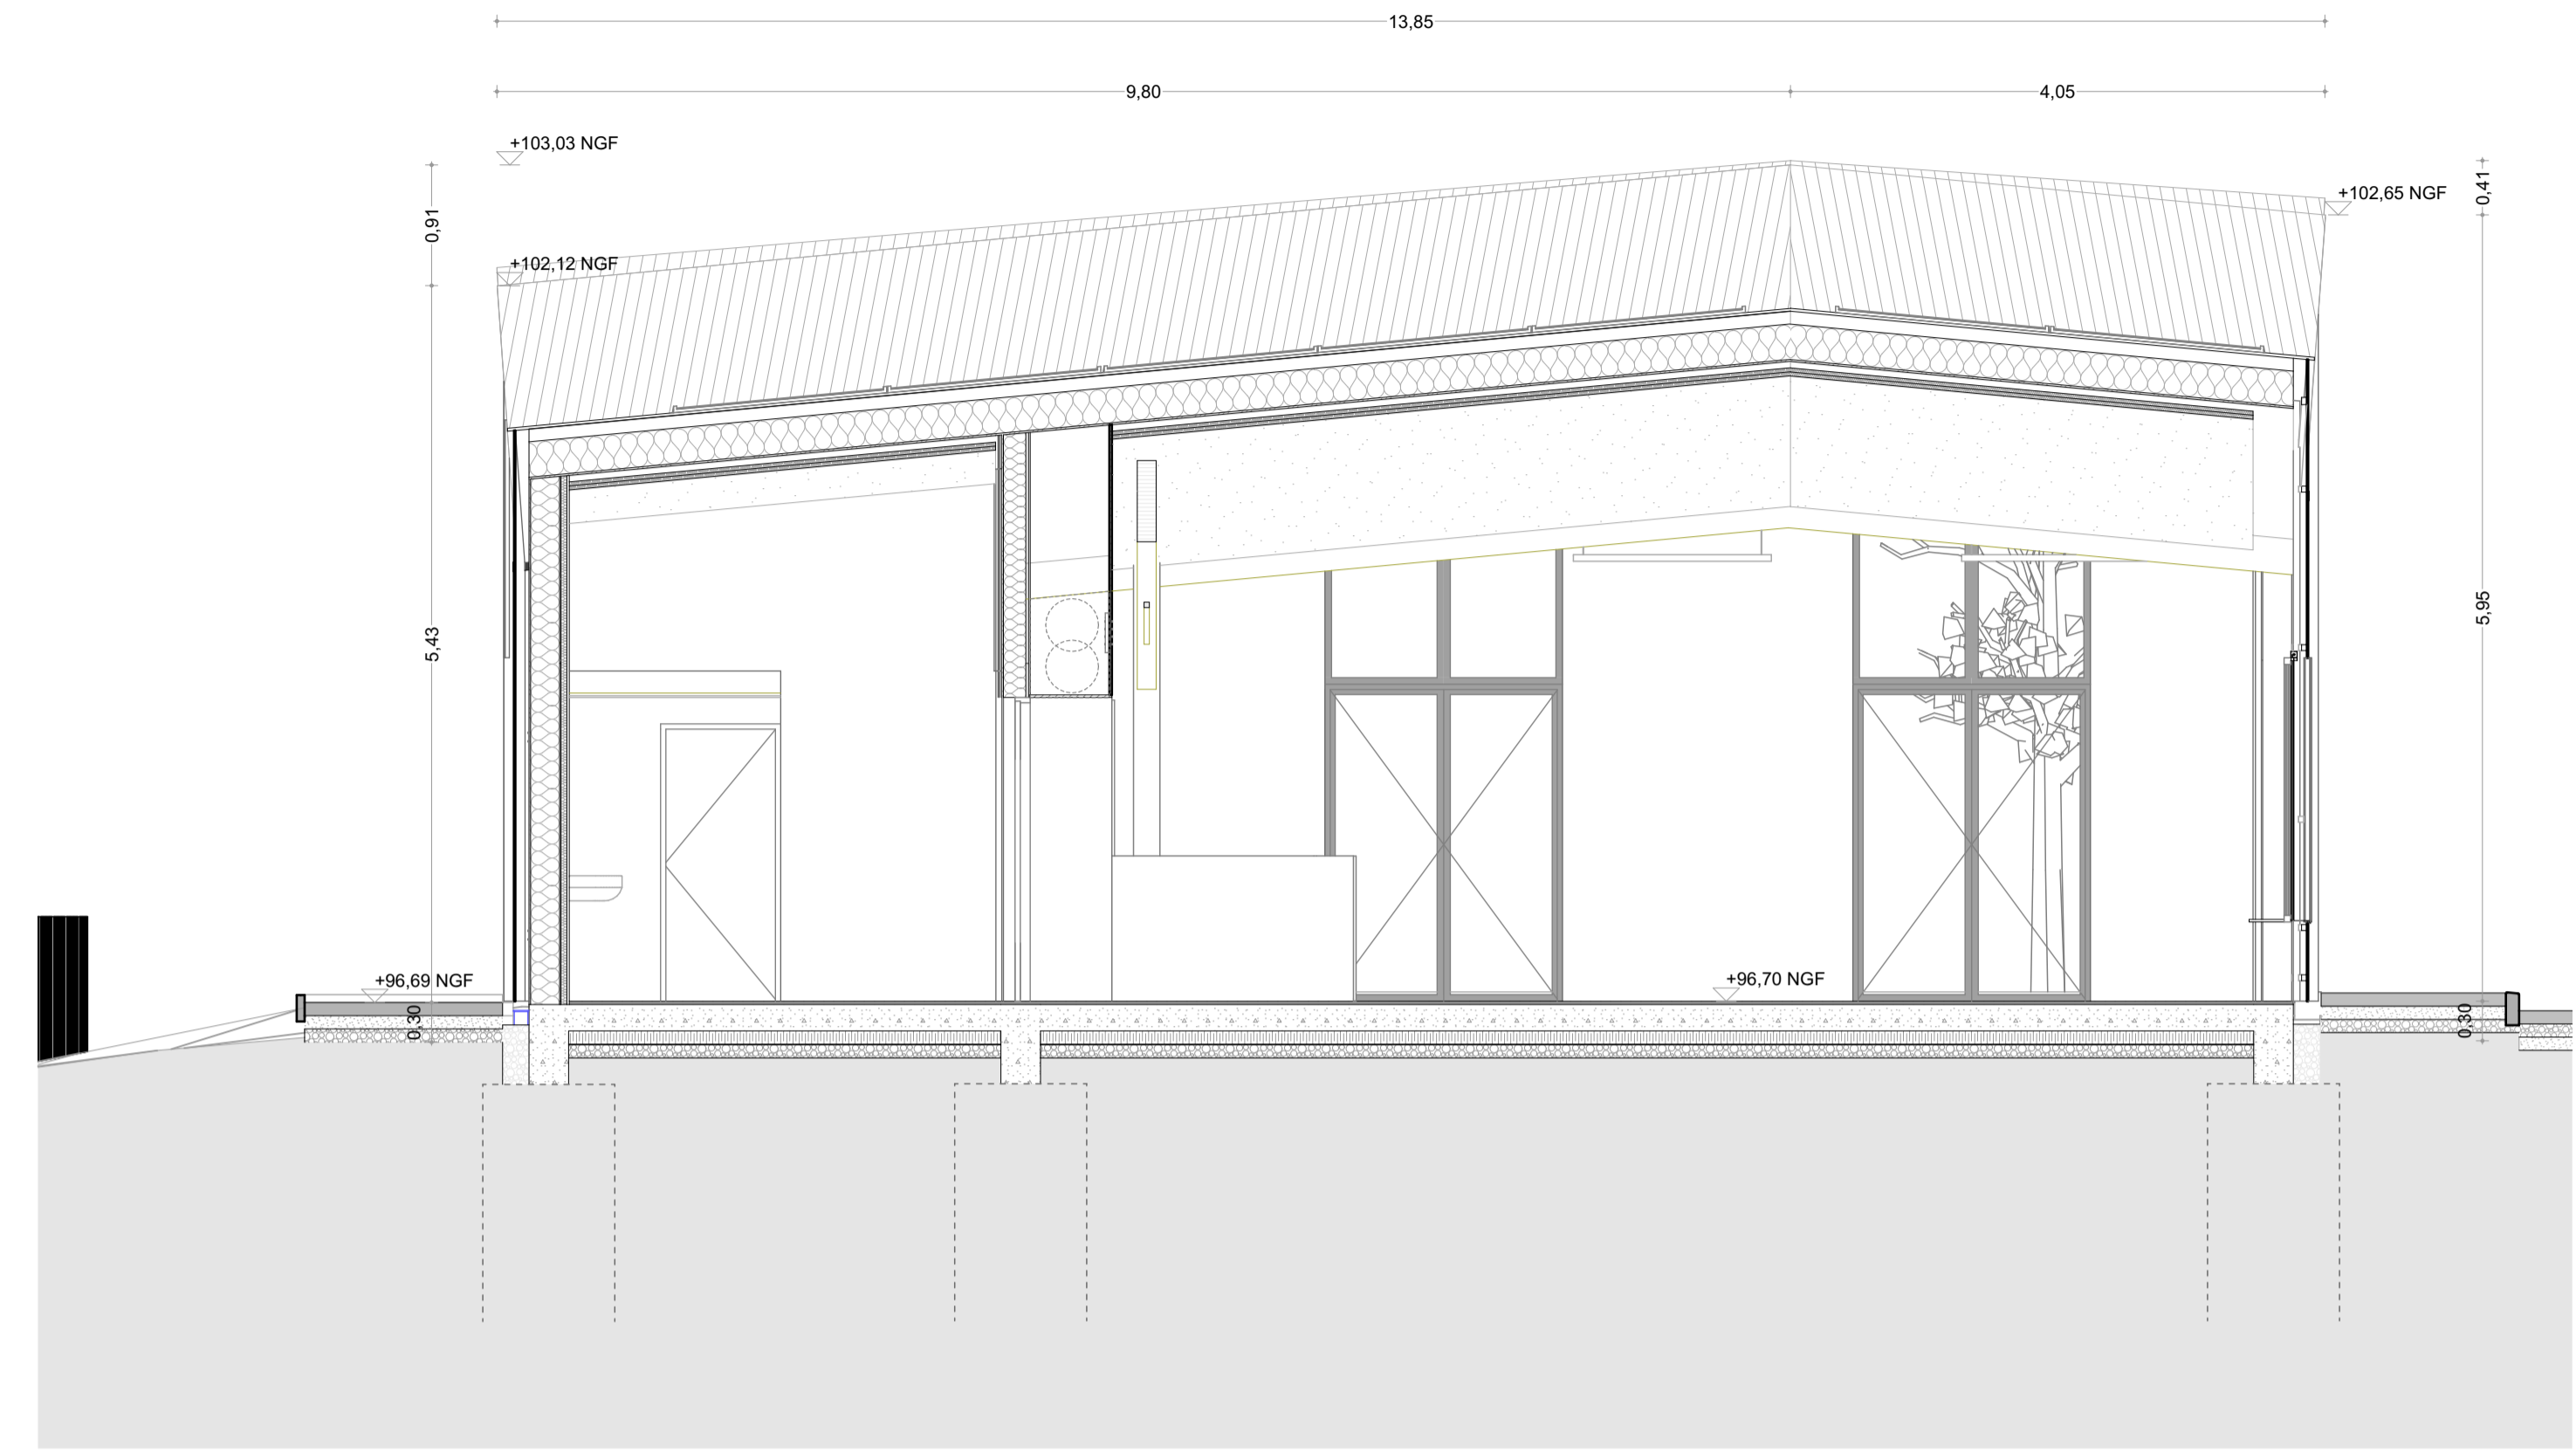 13,85
9,80
4,05
+103,03 NGF
+102,65 NGF
0,91
0,41
+102,12 NGF
5,43
5,95
+96,69 NGF
+96,70 NGF
0,30
0,30